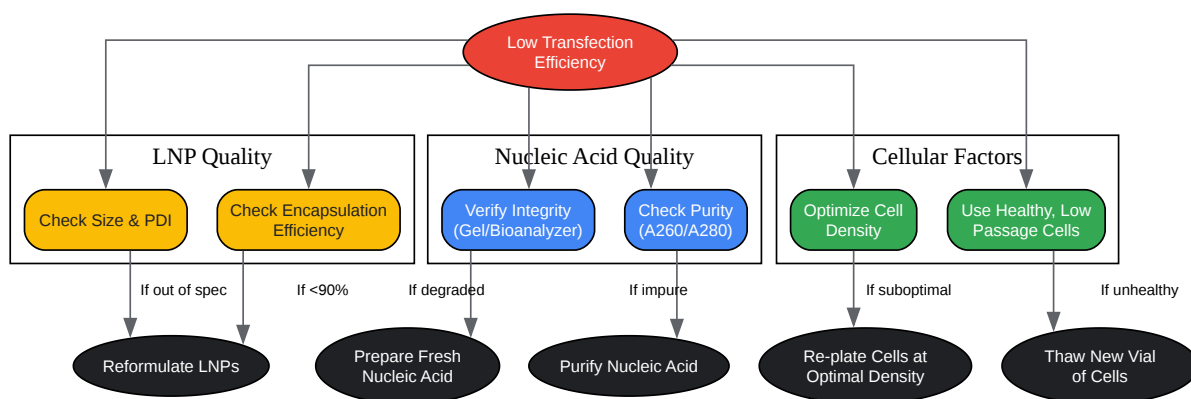 Low Transfection
Efficiency
LNP Quality
Nucleic Acid Quality
Cellular Factors
Check Size & PDI
Check Encapsulation
Efficiency
Verify Integrity
(Gel/Bioanalyzer)
Check Purity
(A260/A280)
Optimize Cell
Density
Use Healthy, Low
Passage Cells
If out of spec
If <90%
If degraded
If impure
If suboptimal
If unhealthy
Reformulate LNPs
Prepare Fresh
Nucleic Acid
Purify Nucleic Acid
Re-plate Cells at
Optimal Density
Thaw New Vial
of Cells